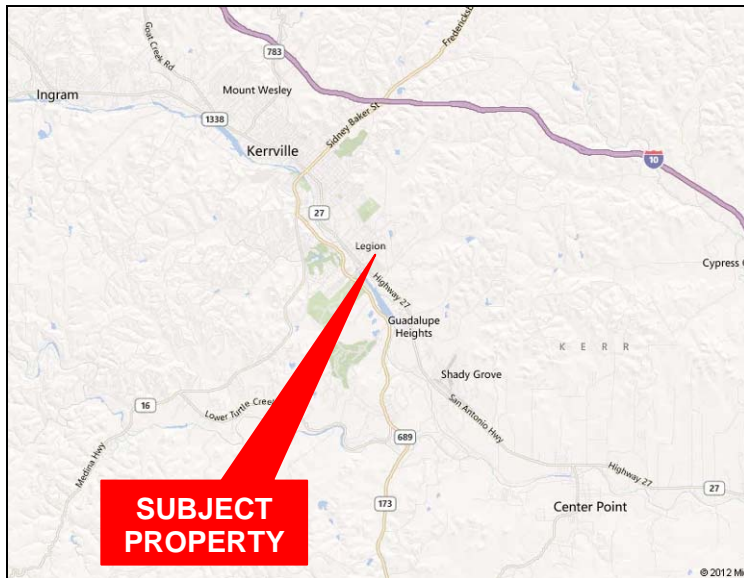 783
Goat Creek Rd
Fredericksb
Ingram
Mount Wesley
1338
Sidney Baker St
Kerrville
10
27
Legion
Cypress C
Highway 27
Guadalupe
Heights
K E R R
Shady Grove
16
Lower Turtle Creek
San Antonio Hwy
Medina Hwy
689
Highway 27
27
173
Center Point
SUBJECT
PROPERTY
© 2012 Mi